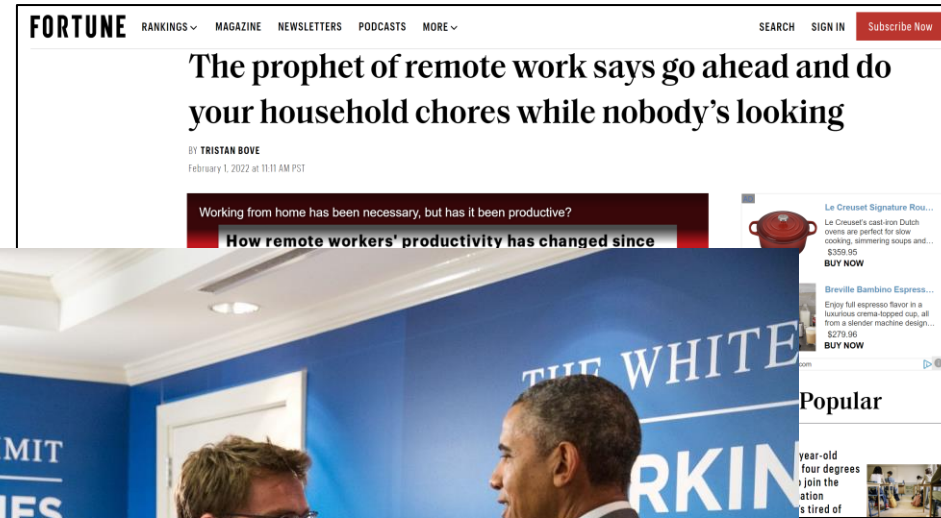 FORTUNE RANKINGS MAGAZINE NEWSLETTERS PODCASTS MORE SEARCH SIGN IN Subscribe Now
The prophet of remote work says go ahead and do
your household chores while nobody's looking
BY TRISTAN BOVE
February 1, 2022 at 11:11 AM PST
Working from home has been necessary, but has it been productive?
How remote workers' productivity has changed since
Le Creuset Signature Rou...
Le Creuset's cast-iron Dutch
ovens are perfect for slow
cooking, simmering soups and...
$359.95
BUY NOW
Breville Bambino Espress...
Enjoy full espresso flavor in a
luxurious crema-topped cup, all
from a slender machine design...
$279.96
BUY NOW
com
THE WHITE
RKIN
MIT
IES
Popular
year-old
four degrees
join the
ation
's tired of